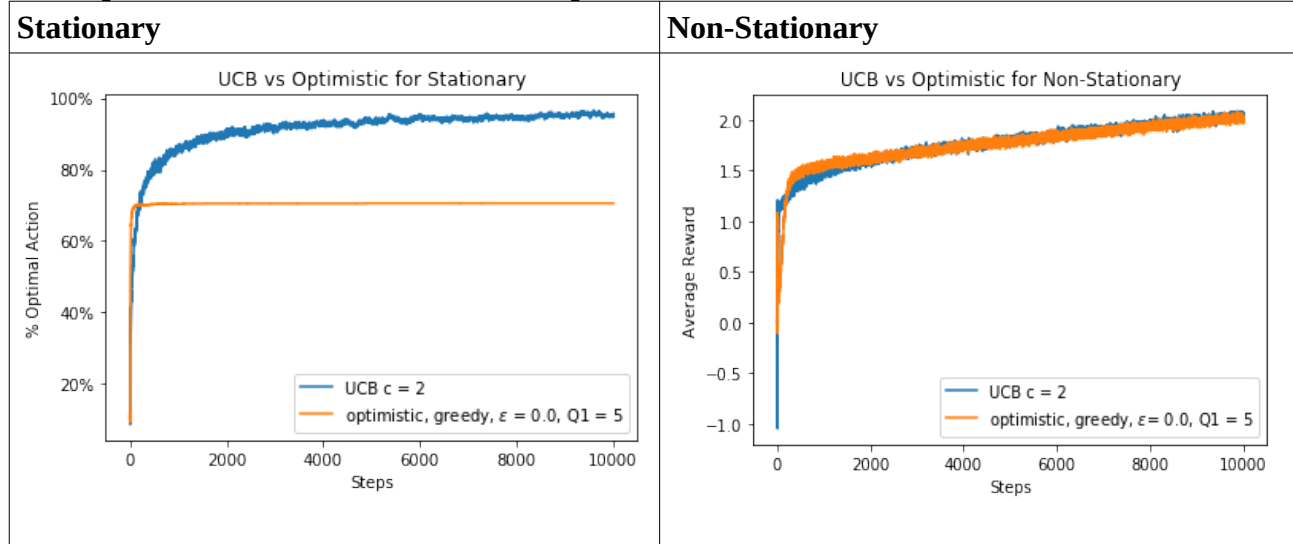 Stationary
Non-Stationary
UCB vs Optimistic for Stationary
100%
80%
60%
40%
20%
% Optimal Action
0
2000
4000
6000
8000
10000
Steps
UCB c = 2
optimistic, greedy, ε = 0.0, Q1 = 5
UCB vs Optimistic for Non-Stationary
2.0
1.5
1.0
0.5
0.0
−0.5
−1.0
Average Reward
0
2000
4000
6000
8000
10000
Steps
UCB c = 2
optimistic, greedy, ε= 0.0, Q1 = 5